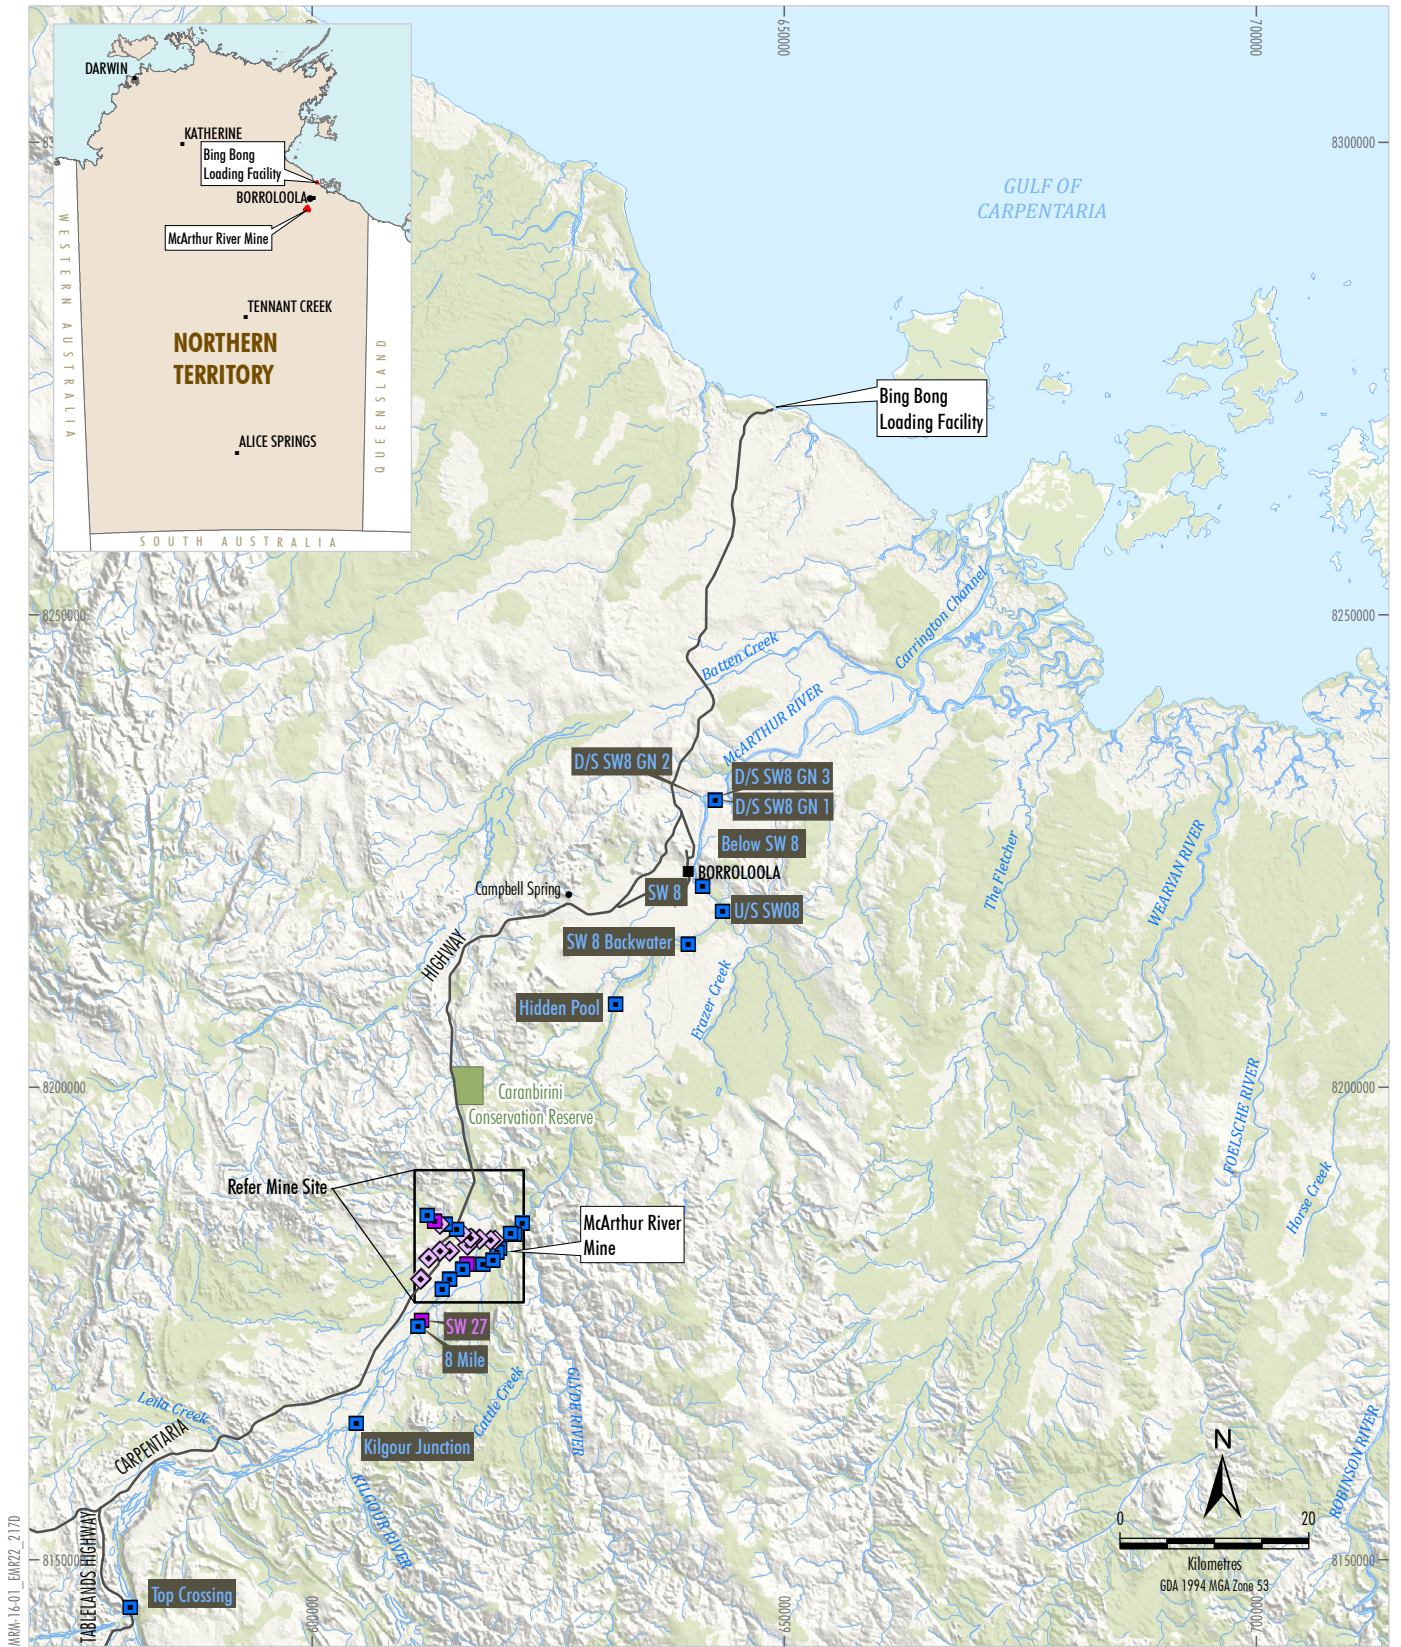 650000
700000
8300000
8300000
DARWIN
KATHERINE
Bing Bong
Loading Facility
BORROLOOLA
McArthur River Mine
TENNANT CREEK
NORTHERN
TERRITORY
ALICE SPRINGS
WESTERN AUSTRALIA
QUEENSLAND
SOUTH AUSTRALIA
GULF OF
CARPENTARIA
Bing Bong
Loading Facility
8250000
8250000
Carrington Channel
Batten Creek
McARTHUR RIVER
D/S SW8 GN 2
D/S SW8 GN 3
D/S SW8 GN 1
Below SW 8
BORROLOOLA
Campbell Spring
SW 8
U/S SW08
SW 8 Backwater
HIGHWAY
Hidden Pool
Frazer Creek
The Fletcher
WEARYAN RIVER
8200000
8200000
Caranbirini
Conservation Reserve
FOELSCHE RIVER
Horse Creek
Refer Mine Site
McArthur River
Mine
SW 27
8 Mile
Cattle Creek
GLYDE RIVER
Leila Creek
CARPENTARIA
Kilgour Junction
KILGOUR RIVER
ROBINSON RIVER
N
0
20
Kilometres
GDA 1994 MGA Zone 53
8150000
8150000
TABLELANDS HIGHWAY
Top Crossing
600000
650000
700000
MRM-16-01_EMR22_217D